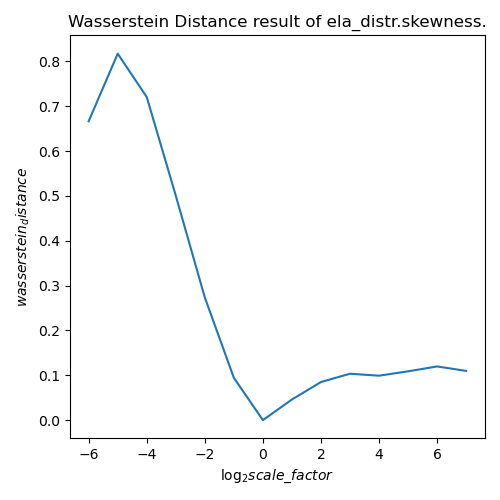 Wasserstein Distance result of ela_distr.skewness.
0.8
0.7
0.6
0.5
0.4
0.3
0.2
0.1
0.0
wasserstein_distance
−6 −4 −2 0 2 4 6
log₂scale_factor